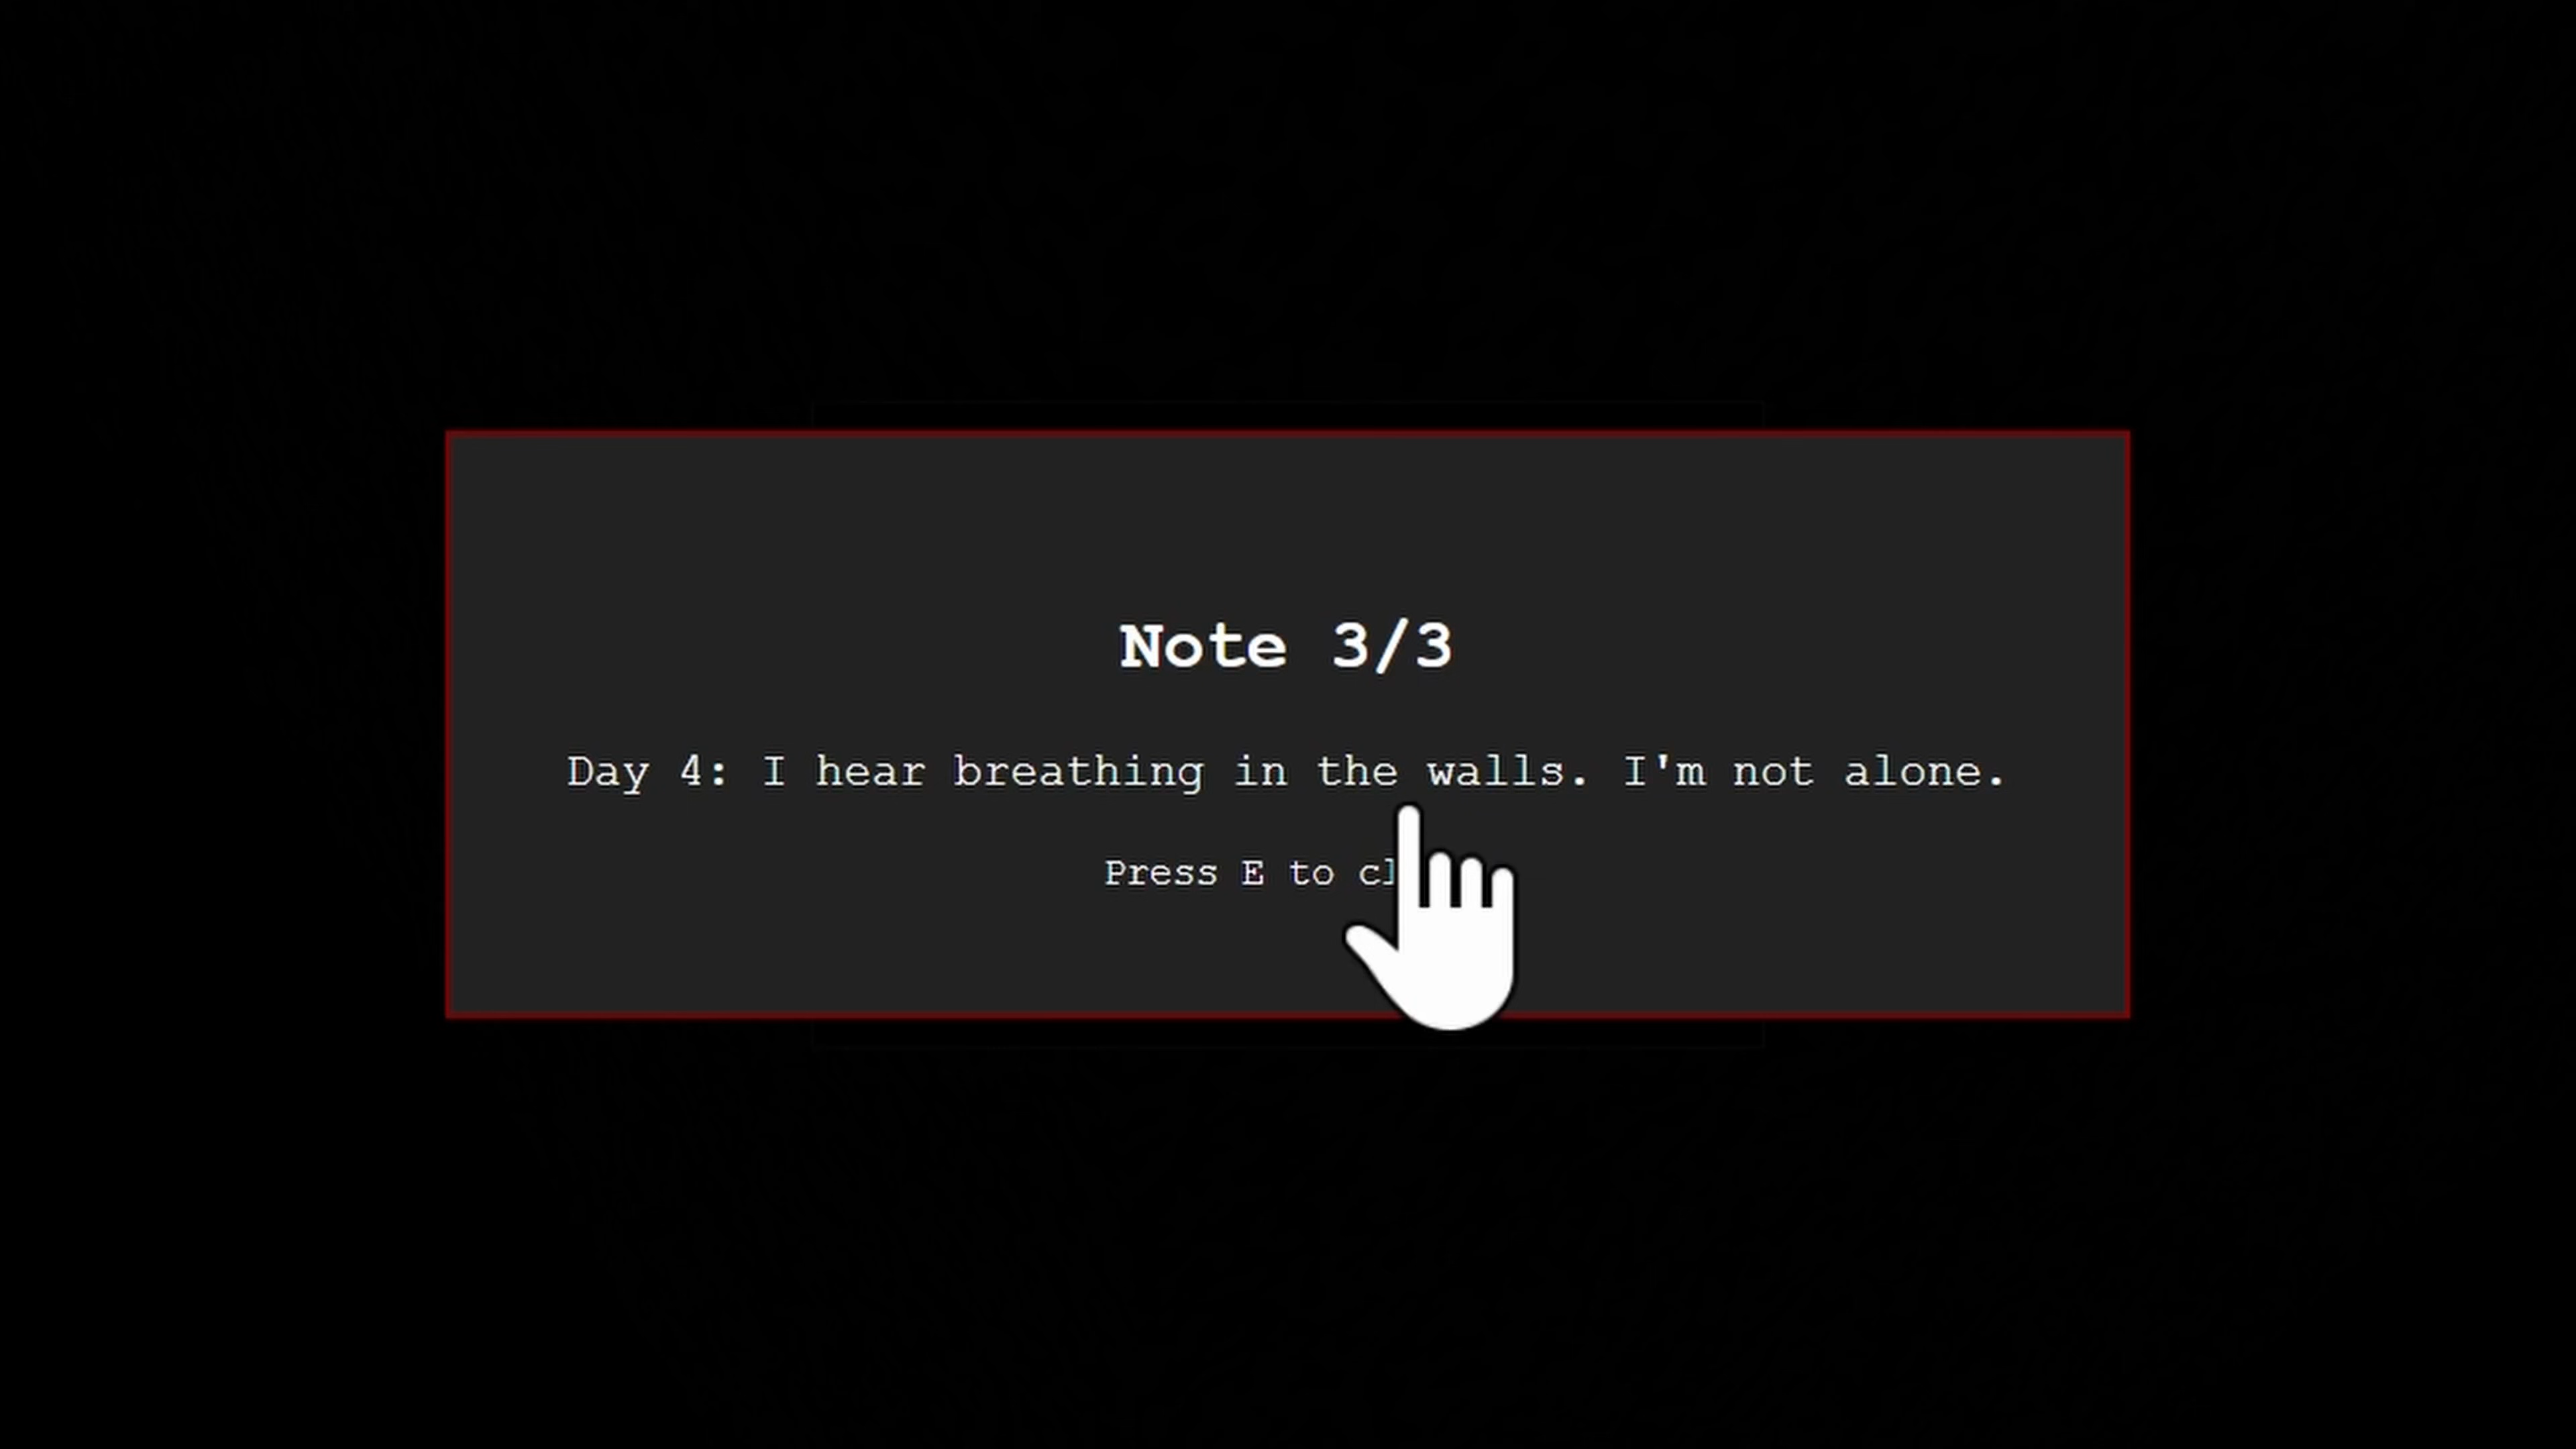 Note 3/3
Day 4: I hear breathing in the walls. I'm not alone.
Press E to